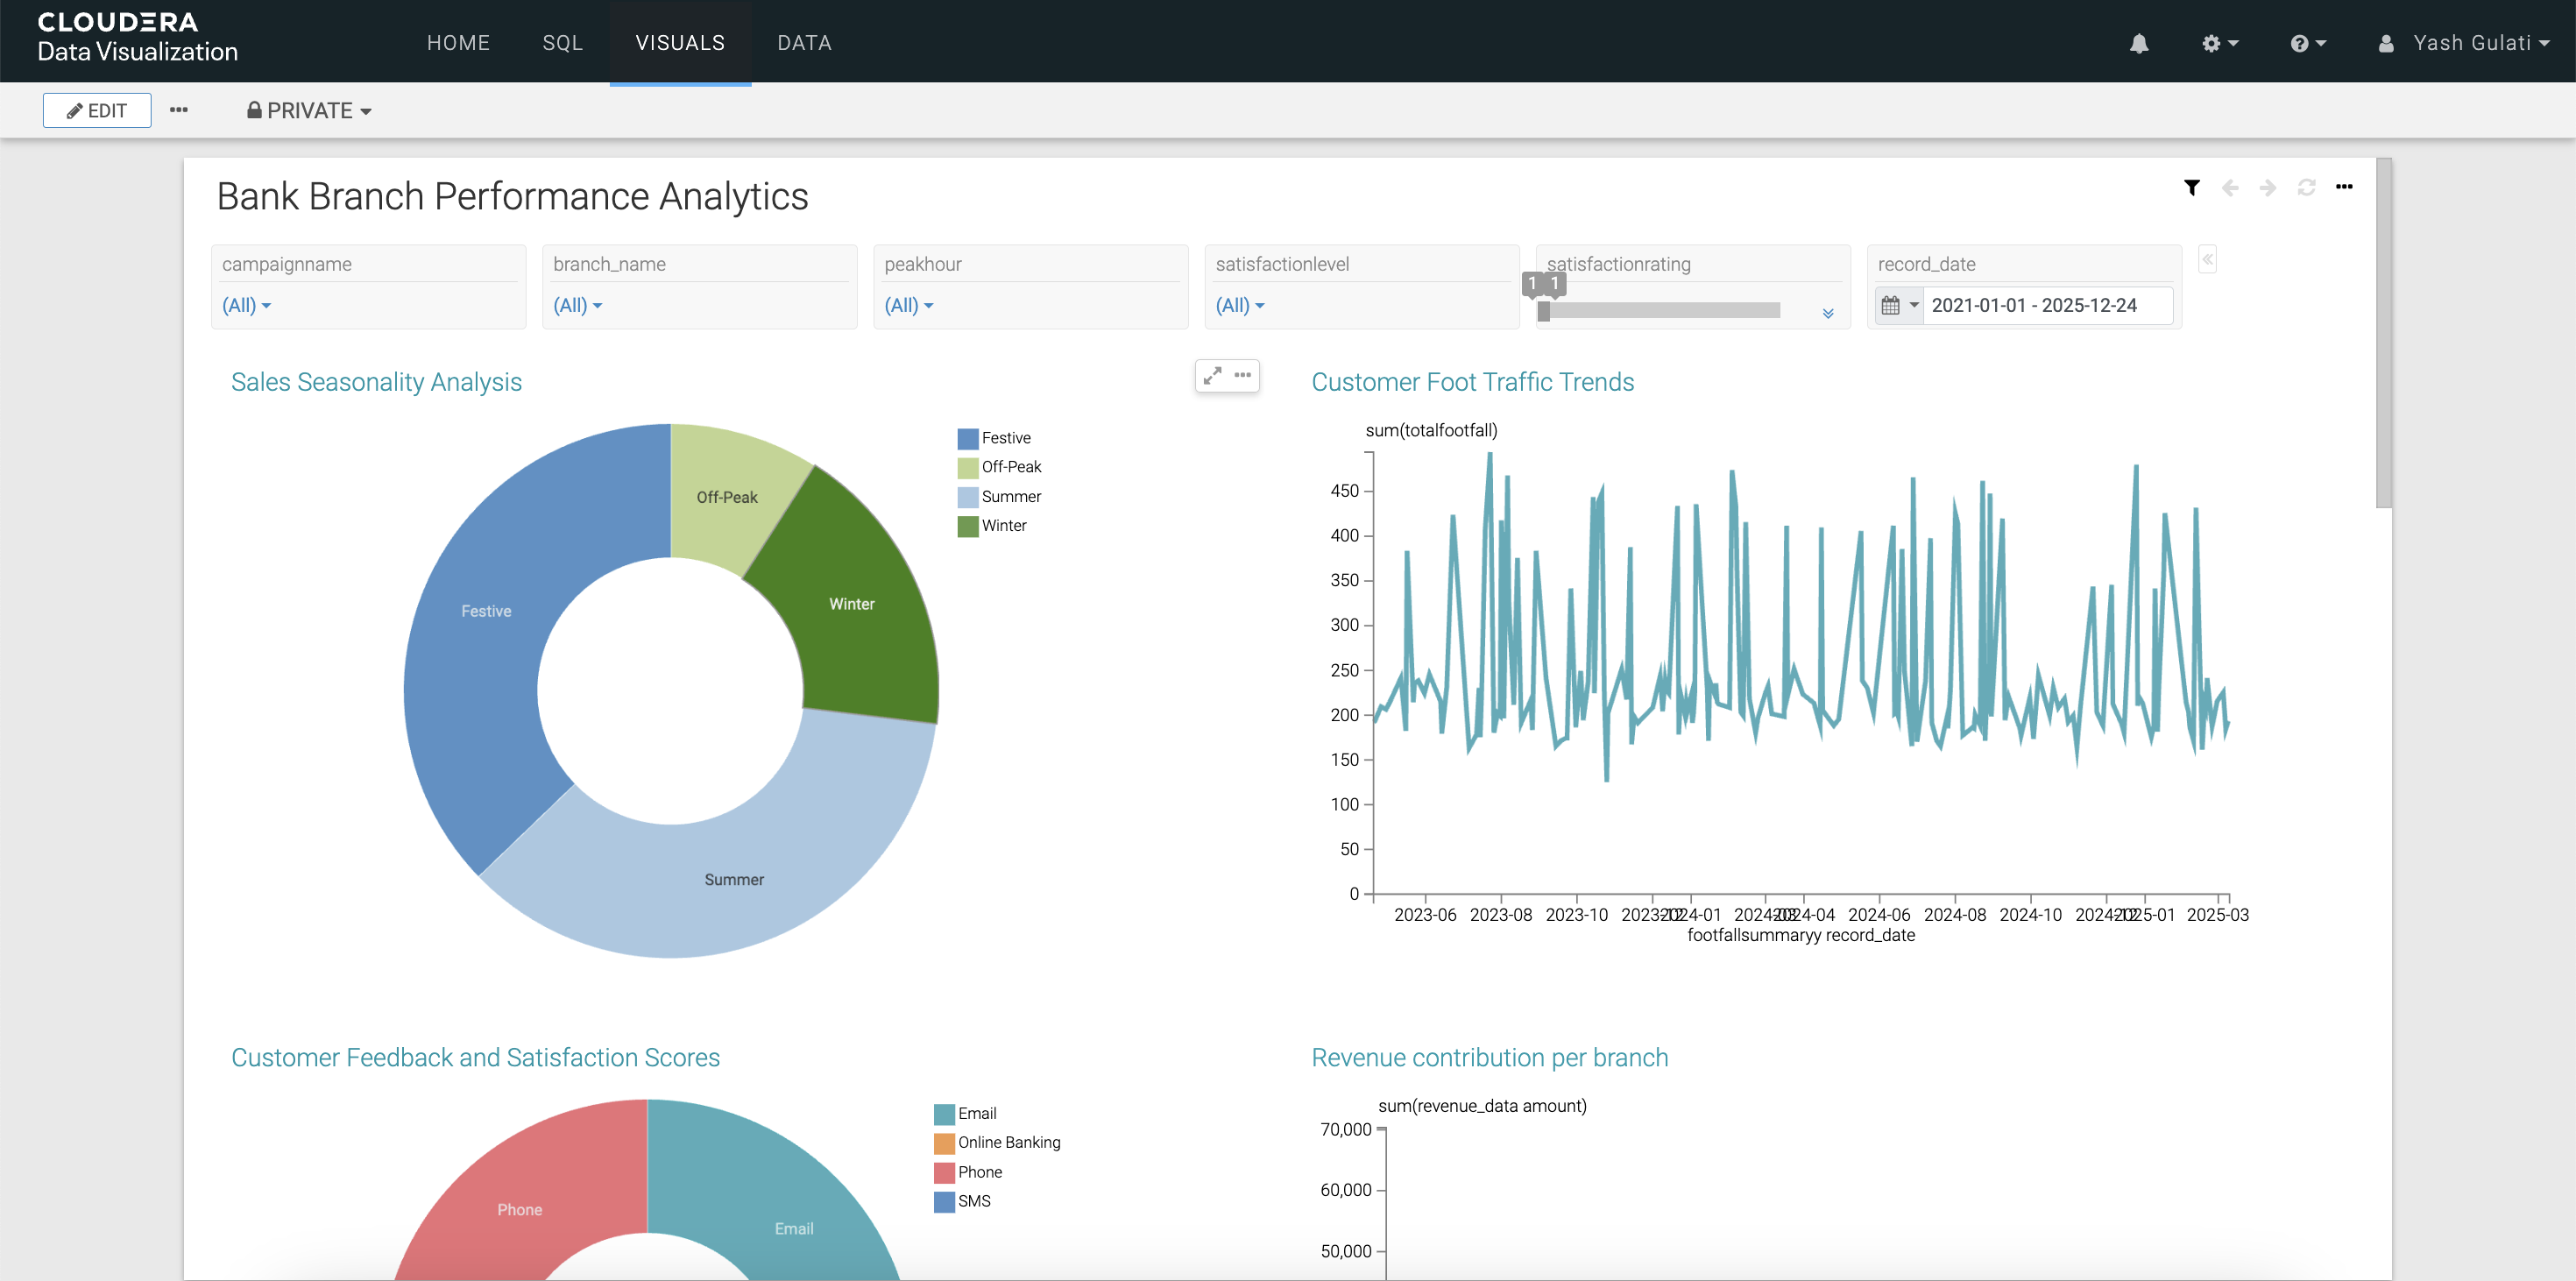 CLOUDERA
Data Visualization
HOME SQL VISUALS DATA
Yash Gulati
EDIT
PRIVATE
Bank Branch Performance Analytics
campaignname branch_name peakhour satisfactionlevel satisfactionrating record_date
(All) (All) (All) (All) 1 1 2021-01-01 - 2025-12-24
Sales Seasonality Analysis
Festive
Off-Peak
Summer
Winter
Off-Peak
Winter
Festive
Summer
Customer Foot Traffic Trends
sum(totalfootfall)
450
400
350
300
250
200
150
100
50
0
2023-06 2023-08 2023-10 2023-12 2024-01 2024-03 2024-04 2024-06 2024-08 2024-10 2024-12 2025-01 2025-03
footfallsummaryy record_date
Customer Feedback and Satisfaction Scores
Email
Online Banking
Phone
SMS
Phone
Email
Revenue contribution per branch
sum(revenue_data amount)
70,000
60,000
50,000